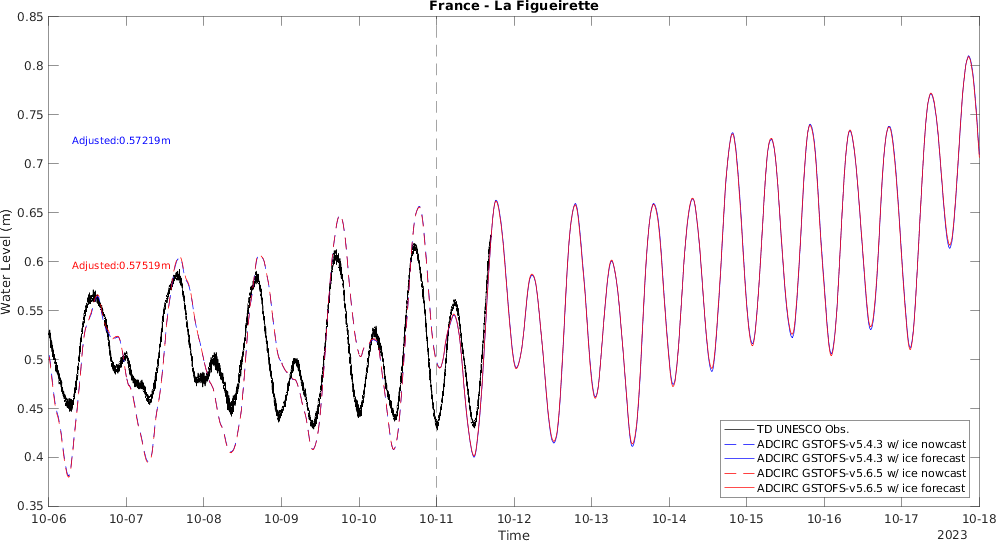 France - La Figueirette
Water Level (m)
0.85
0.8
0.75
0.7
0.65
0.6
0.55
0.5
0.45
0.4
0.35
Adjusted:0.57219m
Adjusted:0.57519m
TD UNESCO Obs.
ADCIRC GSTOFS-v5.4.3 w/ ice nowcast
ADCIRC GSTOFS-v5.4.3 w/ ice forecast
ADCIRC GSTOFS-v5.6.5 w/ ice nowcast
ADCIRC GSTOFS-v5.6.5 w/ ice forecast
10-06 10-07 10-08 10-09 10-10 10-11 10-12 10-13 10-14 10-15 10-16 10-17 10-18
Time
2023